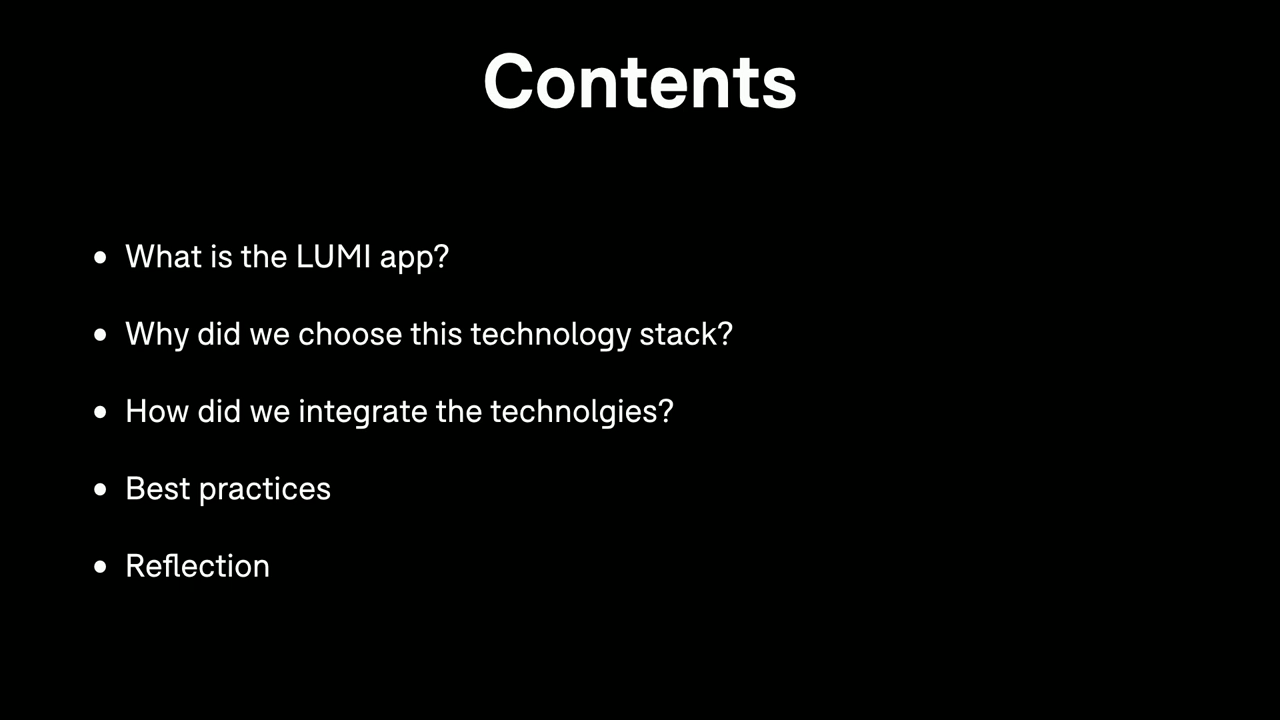 Contents
• What is the LUMI app?
• Why did we choose this technology stack?
• How did we integrate the technolgies?
• Best practices
• Reflection